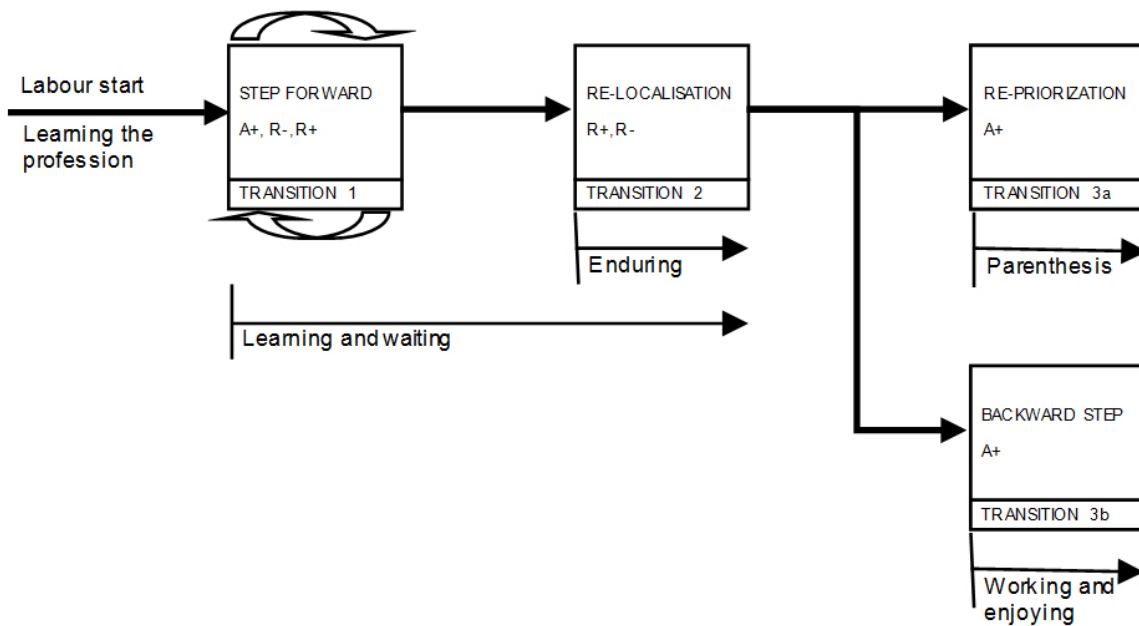 Labour start
Learning the
profession
STEP FORWARD
A+, R-,R+
TRANSITION 1
RE-LOCALISATION
R+,R-
TRANSITION 2
RE-PRIORIZATION
A+
TRANSITION 3a
Enduring
Parenthesis
Learning and waiting
BACKWARD STEP
A+
TRANSITION 3b
Working and
enjoying